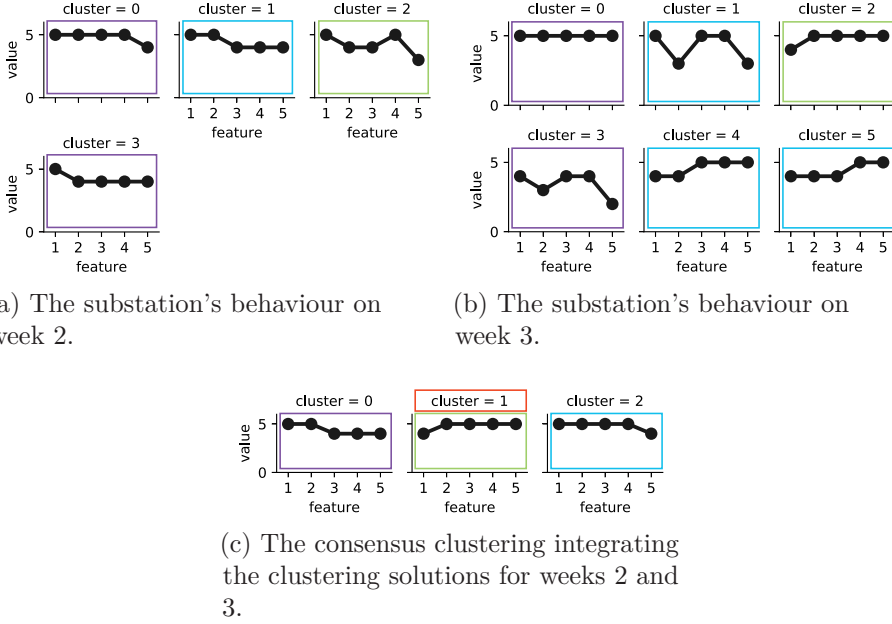 cluster = 0 cluster = 1 cluster = 2
value
5
0
1 2 3 4 5 1 2 3 4 5
feature feature
cluster = 3
value
5
0
1 2 3 4 5
feature
a) The substation's behaviour on
week 2.
cluster = 0 cluster = 1 cluster = 2
value
5
0
cluster = 3 cluster = 4 cluster = 5
value
5
0
1 2 3 4 5 1 2 3 4 5 1 2 3 4 5
feature feature feature
(b) The substation's behaviour on
week 3.
cluster = 0 cluster = 1 cluster = 2
value
5
0
1 2 3 4 5 1 2 3 4 5 1 2 3 4 5
feature feature feature
(c) The consensus clustering integrating
the clustering solutions for weeks 2 and
3.